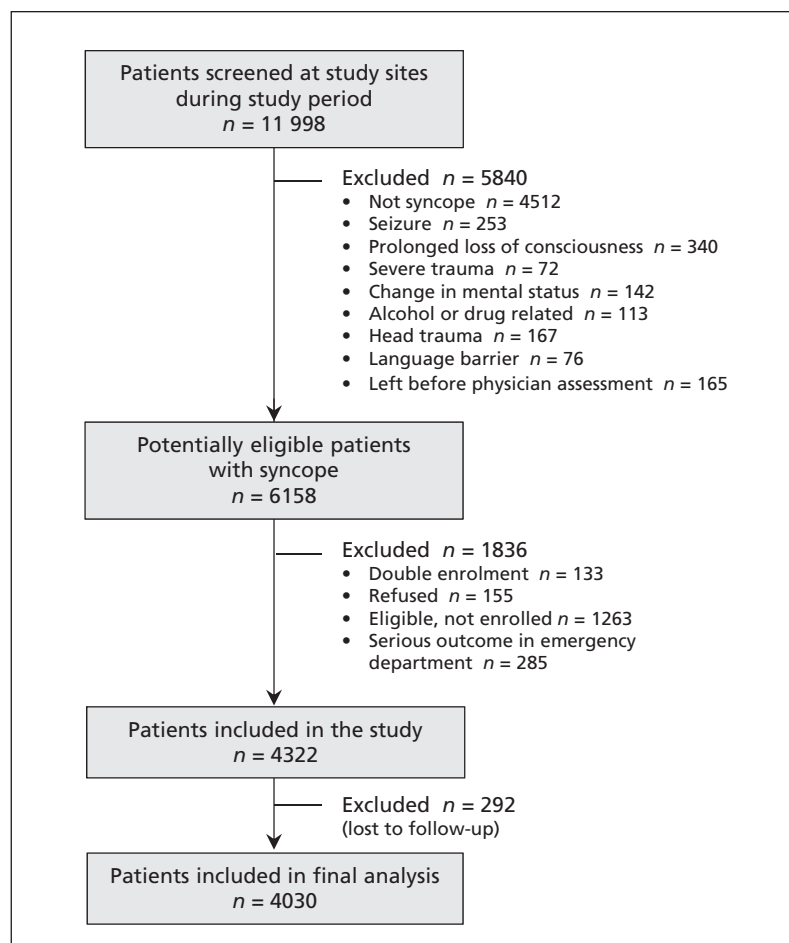 Patients screened at study sites
during study period
n = 11 998
Excluded n = 5840
• Not syncope n = 4512
• Seizure n = 253
• Prolonged loss of consciousness n = 340
• Severe trauma n = 72
• Change in mental status n = 142
• Alcohol or drug related n = 113
• Head trauma n = 167
• Language barrier n = 76
• Left before physician assessment n = 165
Potentially eligible patients
with syncope
n = 6158
Excluded n = 1836
• Double enrolment n = 133
• Refused n = 155
• Eligible, not enrolled n = 1263
• Serious outcome in emergency
department n = 285
Patients included in the study
n = 4322
Excluded n = 292
(lost to follow-up)
Patients included in final analysis
n = 4030